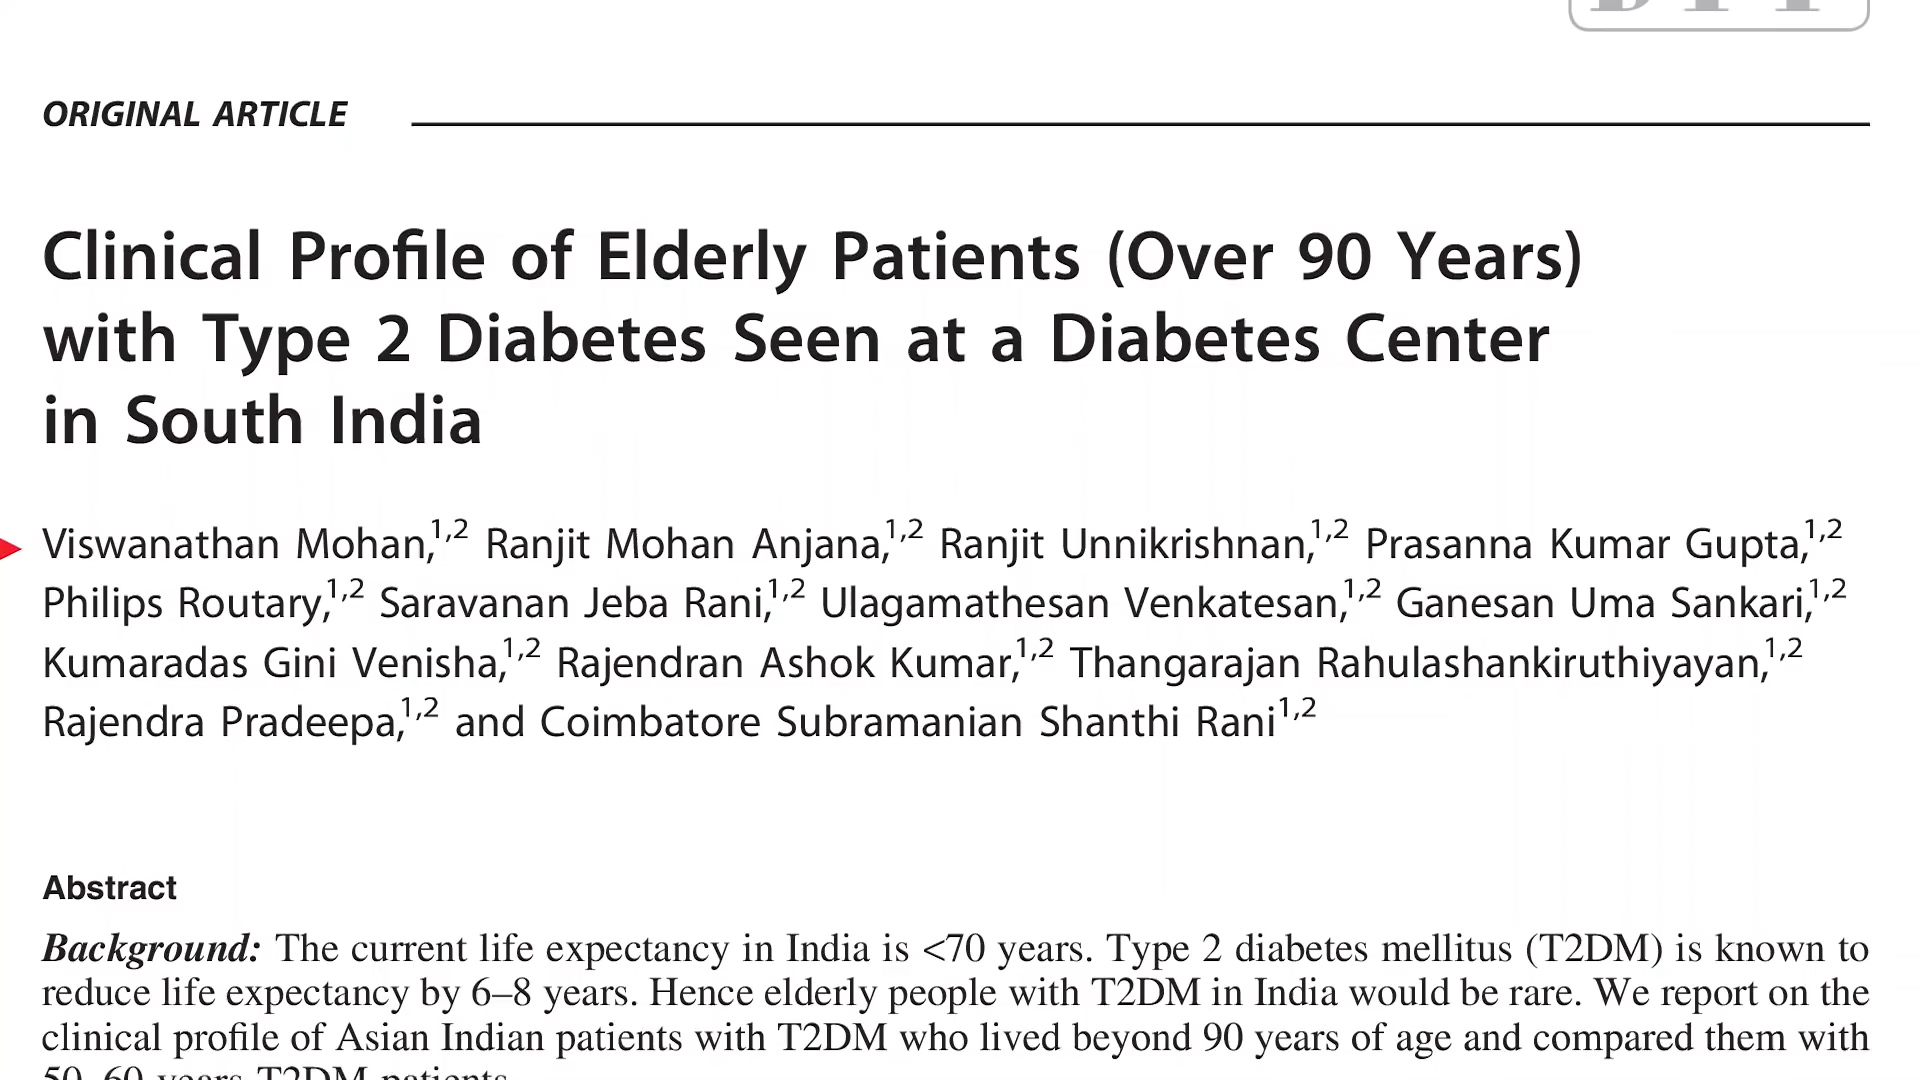 ORIGINAL ARTICLE
Clinical Profile of Elderly Patients (Over 90 Years)
with Type 2 Diabetes Seen at a Diabetes Center
in South India
Viswanathan Mohan,1,2 Ranjit Mohan Anjana,1,2 Ranjit Unnikrishnan,1,2 Prasanna Kumar Gupta,1,2
Philips Routary,1,2 Saravanan Jeba Rani,1,2 Ulagamathesan Venkatesan,1,2 Ganesan Uma Sankari,1,2
Kumaradas Gini Venisha,1,2 Rajendran Ashok Kumar,1,2 Thangarajan Rahulashankiruthiyayan,1,2
Rajendra Pradeepa,1,2 and Coimbatore Subramanian Shanthi Rani1,2
Abstract
Background: The current life expectancy in India is <70 years. Type 2 diabetes mellitus (T2DM) is known to
reduce life expectancy by 6–8 years. Hence elderly people with T2DM in India would be rare. We report on the
clinical profile of Asian Indian patients with T2DM who lived beyond 90 years of age and compared them with
50–60 years T2DM patients.